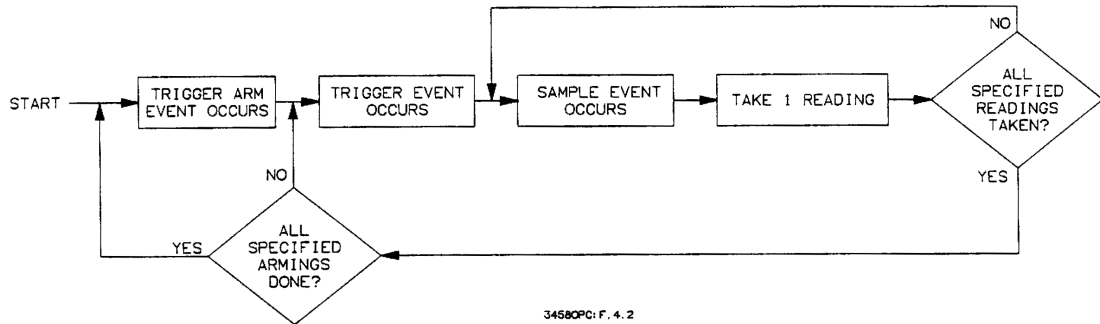 START
TRIGGER ARM
EVENT OCCURS
TRIGGER EVENT
OCCURS
SAMPLE EVENT
OCCURS
TAKE 1 READING
ALL
SPECIFIED
READINGS
TAKEN?
NO
YES
ALL
SPECIFIED
ARMINGS
DONE?
NO
YES
3458OPC: F. 4. 2